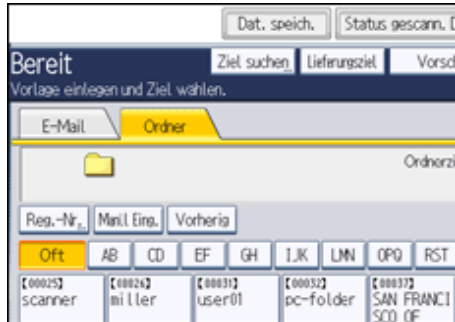 Dat. speich. Status gescann. D
Bereit Ziel suchen Lieferungsziel Vorsch
Vorlage einlegen und Ziel wählen.
E-Mail Ordner
Ordnerzi
Reg.-Nr. Manll Eing. Vorherig
Oft AB CD EF GH IJK LMN OPQ RST
[00025] [00026] [00031] [00032] [00037]
scanner miller user01 pc-folder SAN FRANCI
SCO OF